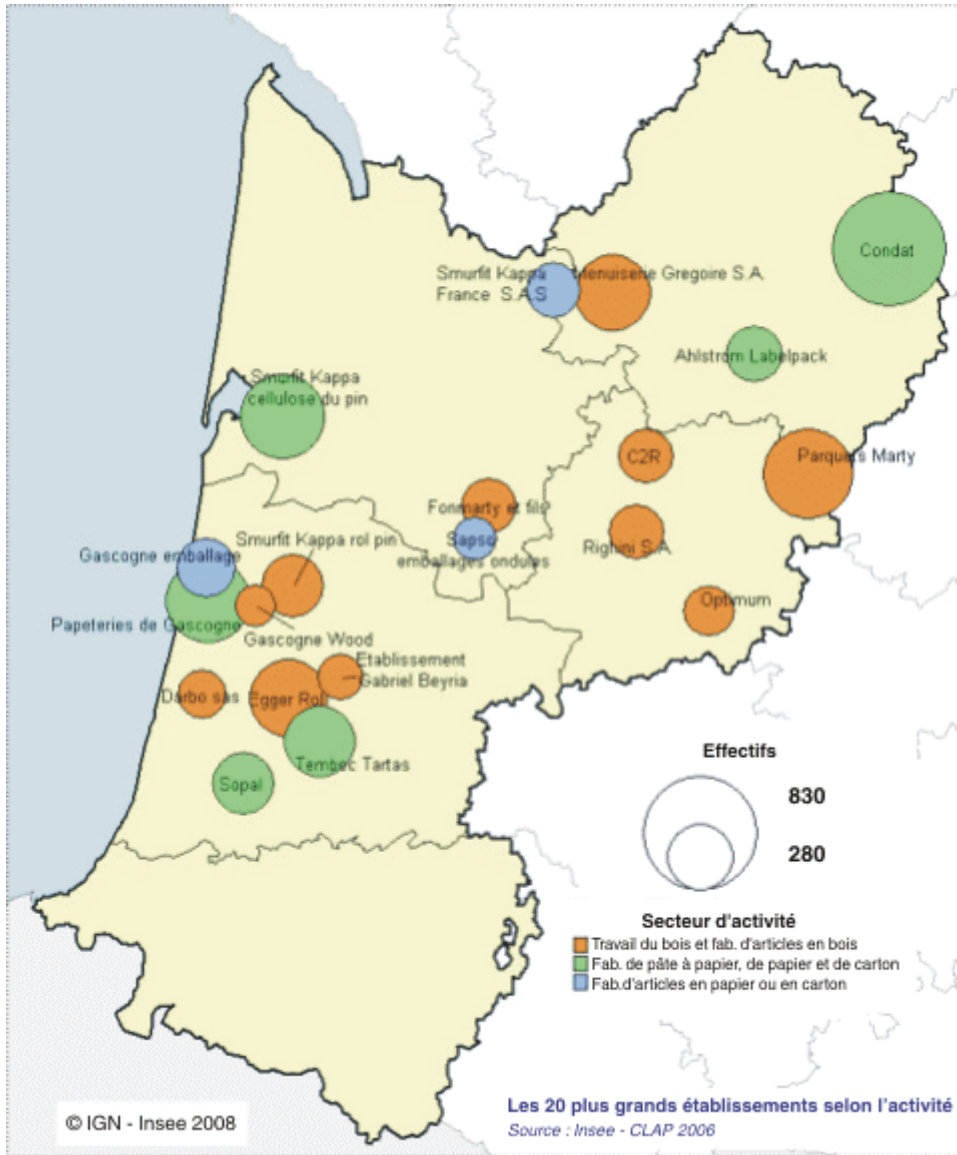 Condat
Smurfit Kappa
France S.A.S
Menuiserie Gregoire S.A.
Ahlstrom Labelpack
Smurfit Kappa
cellulose du pin
C2R
Parquets Marty
Fonmarty et fils
Sapso
emballages ondules
Righini S.A.
Gascogne emballage
Smurfit Kappa rol pin
Optimum
Papeteries de Gascogne
Gascogne Wood
Etablissement
Gabriel Beyria
Darbo sas
Egger Roll
Tembec Tartas
Sopal
Effectifs
830
280
Secteur d'activité
Travail du bois et fab. d'articles en bois
Fab. de pâte à papier, de papier et de carton
Fab.d'articles en papier ou en carton
© IGN - Insee 2008
Les 20 plus grands établissements selon l'activité
Source : Insee - CLAP 2006